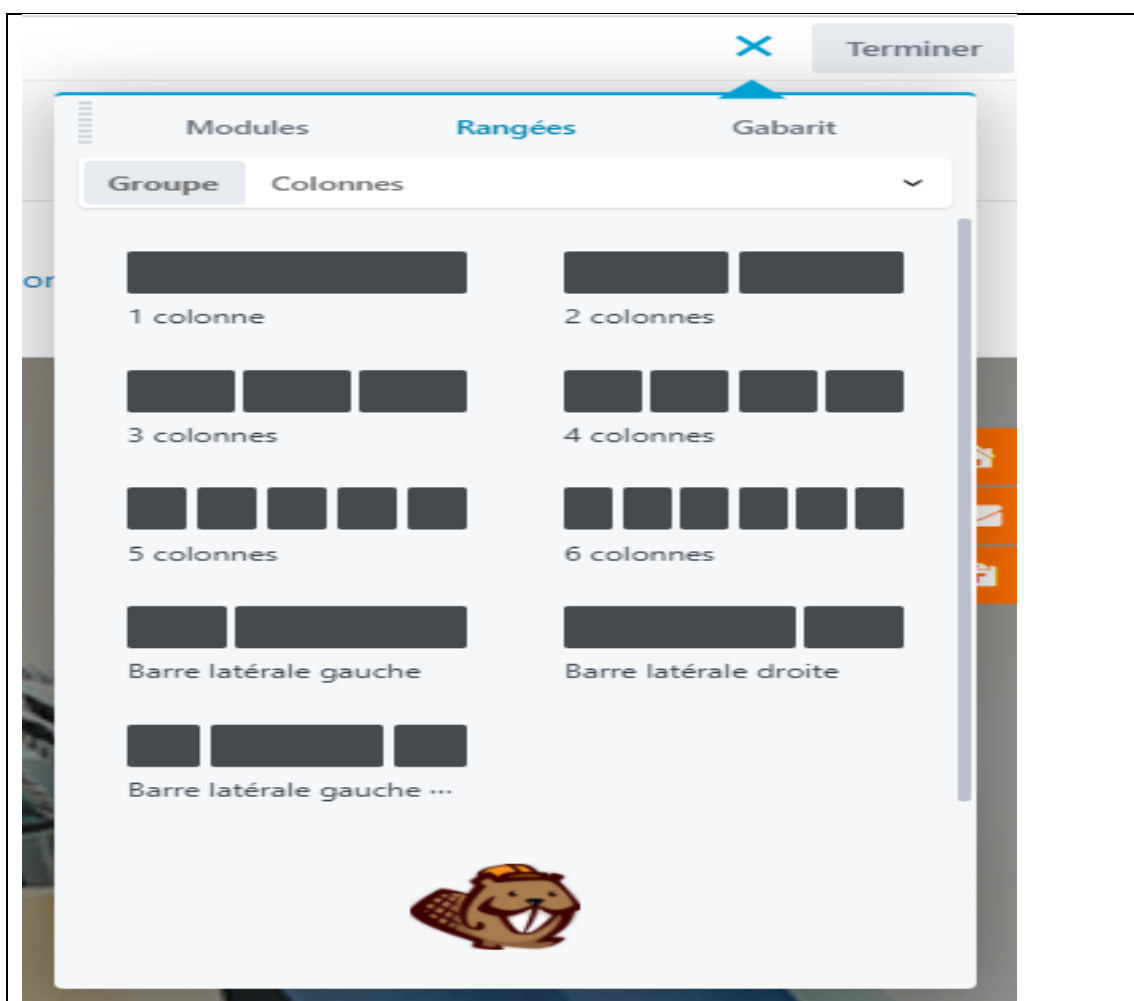 Terminer
Modules Rangées Gabarit
Groupe Colonnes
or
1 colonne 2 colonnes
3 colonnes 4 colonnes
5 colonnes 6 colonnes
Barre latérale gauche Barre latérale droite
Barre latérale gauche ...